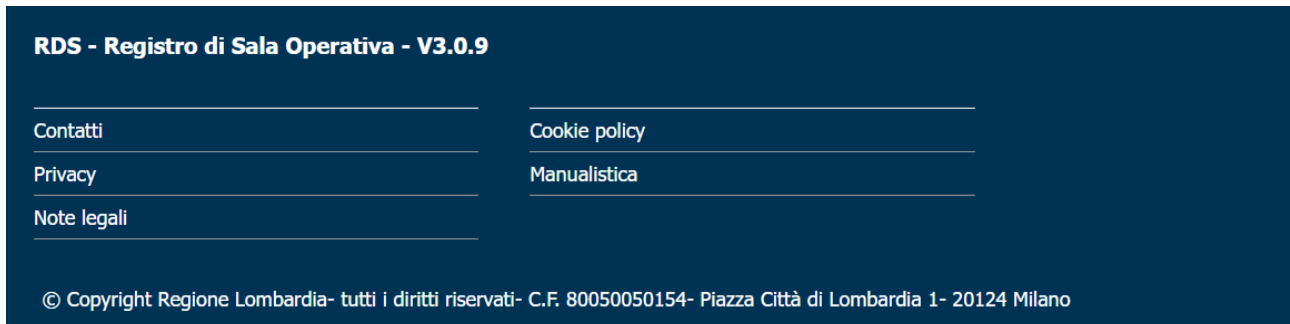 RDS - Registro di Sala Operativa - V3.0.9
Contatti
Cookie policy
Privacy
Manualistica
Note legali
© Copyright Regione Lombardia- tutti i diritti riservati- C.F. 80050050154- Piazza Città di Lombardia 1- 20124 Milano